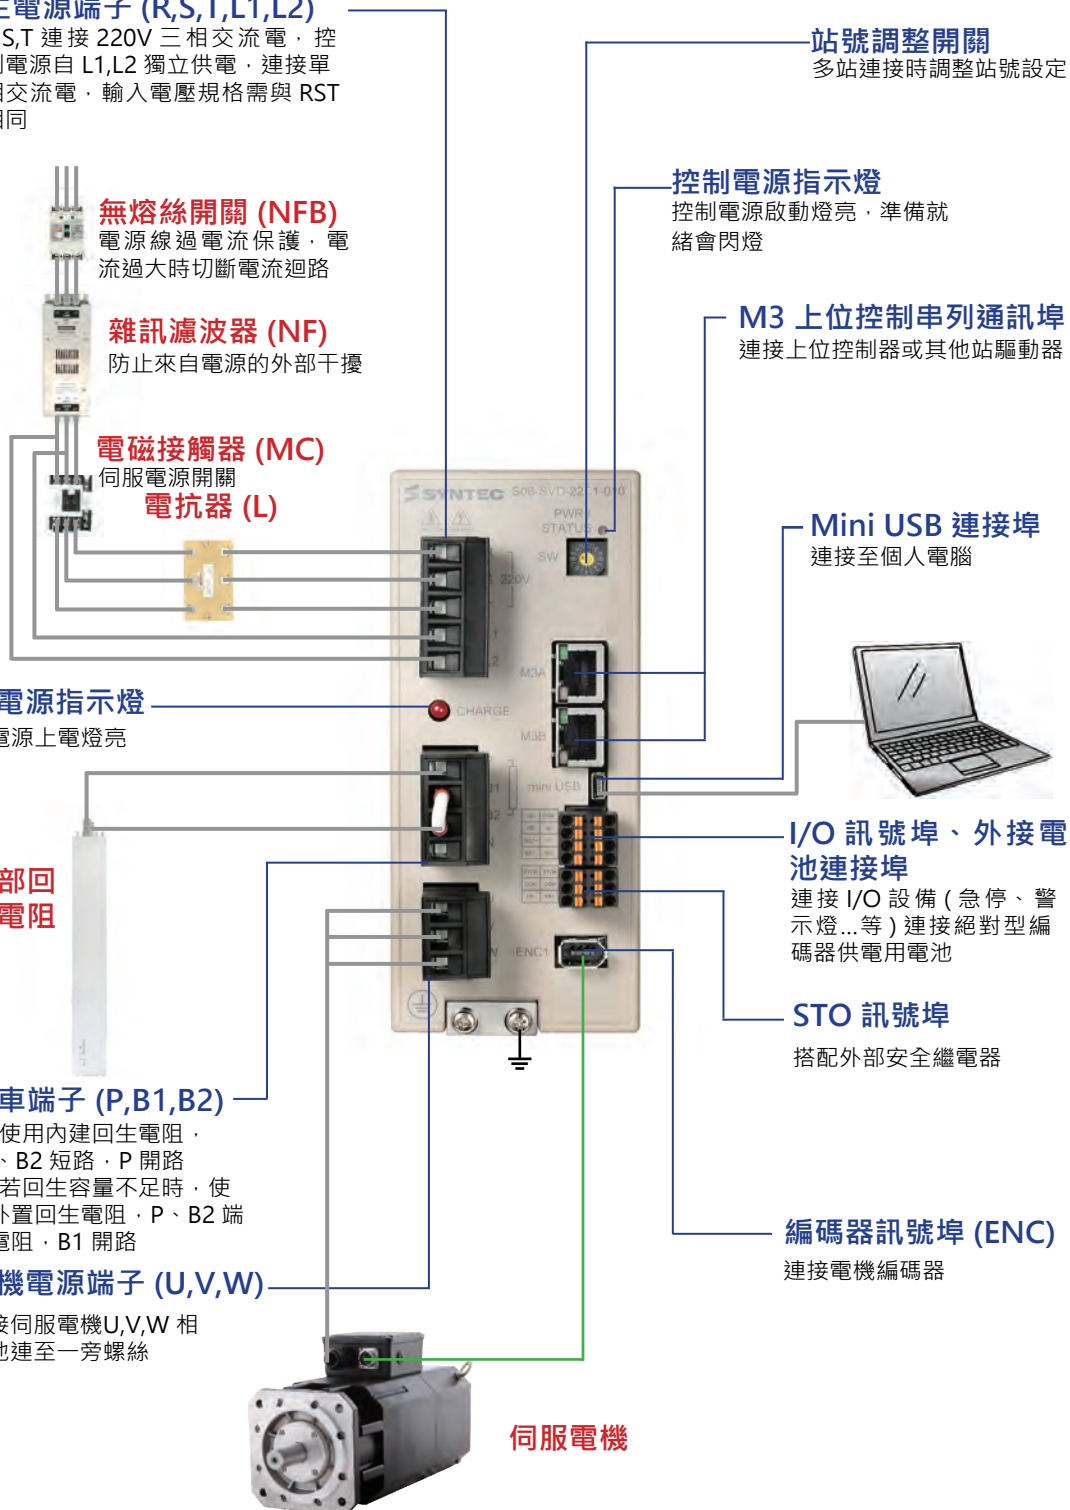 主電源端子 (R,S,T,L1,L2)
S,T 連接 220V 三相交流電，控
制電源自 L1,L2 獨立供電，連接單
相交流電，輸入電壓規格需與 RST
相同
站號調整開關
多站連接時調整站號設定
控制電源指示燈
控制電源啟動燈亮，準備就
緒會閃燈
無熔絲開關 (NFB)
電源線過電流保護，電
流過大時切斷電流迴路
雜訊濾波器 (NF)
防止來自電源的外部干擾
M3 上位控制串列通訊埠
連接上位控制器或其他站驅動器
電磁接觸器 (MC)
伺服電源開關
電抗器 (L)
SYNTEC S08-SVD-22C1-010
PWR/
STATUS
SW
220V
1
2
M3A
CHARGE
M3B
mini USB
B2
W
ENC1
Mini USB 連接埠
連接至個人電腦
電源指示燈
電源上電燈亮
I/O 訊號埠、外接電
池連接埠
連接 I/O 設備 ( 急停、警
示燈...等 ) 連接絕對型編
碼器供電用電池
部回
電阻
STO 訊號埠
搭配外部安全繼電器
車端子 (P,B1,B2)
使用內建回生電阻，
、B2 短路，P 開路
若回生容量不足時，使
外置回生電阻，P、B2 端
電阻，B1 開路
編碼器訊號埠 (ENC)
連接電機編碼器
機電源端子 (U,V,W)
接伺服電機U,V,W 相
地連至一旁螺絲
伺服電機